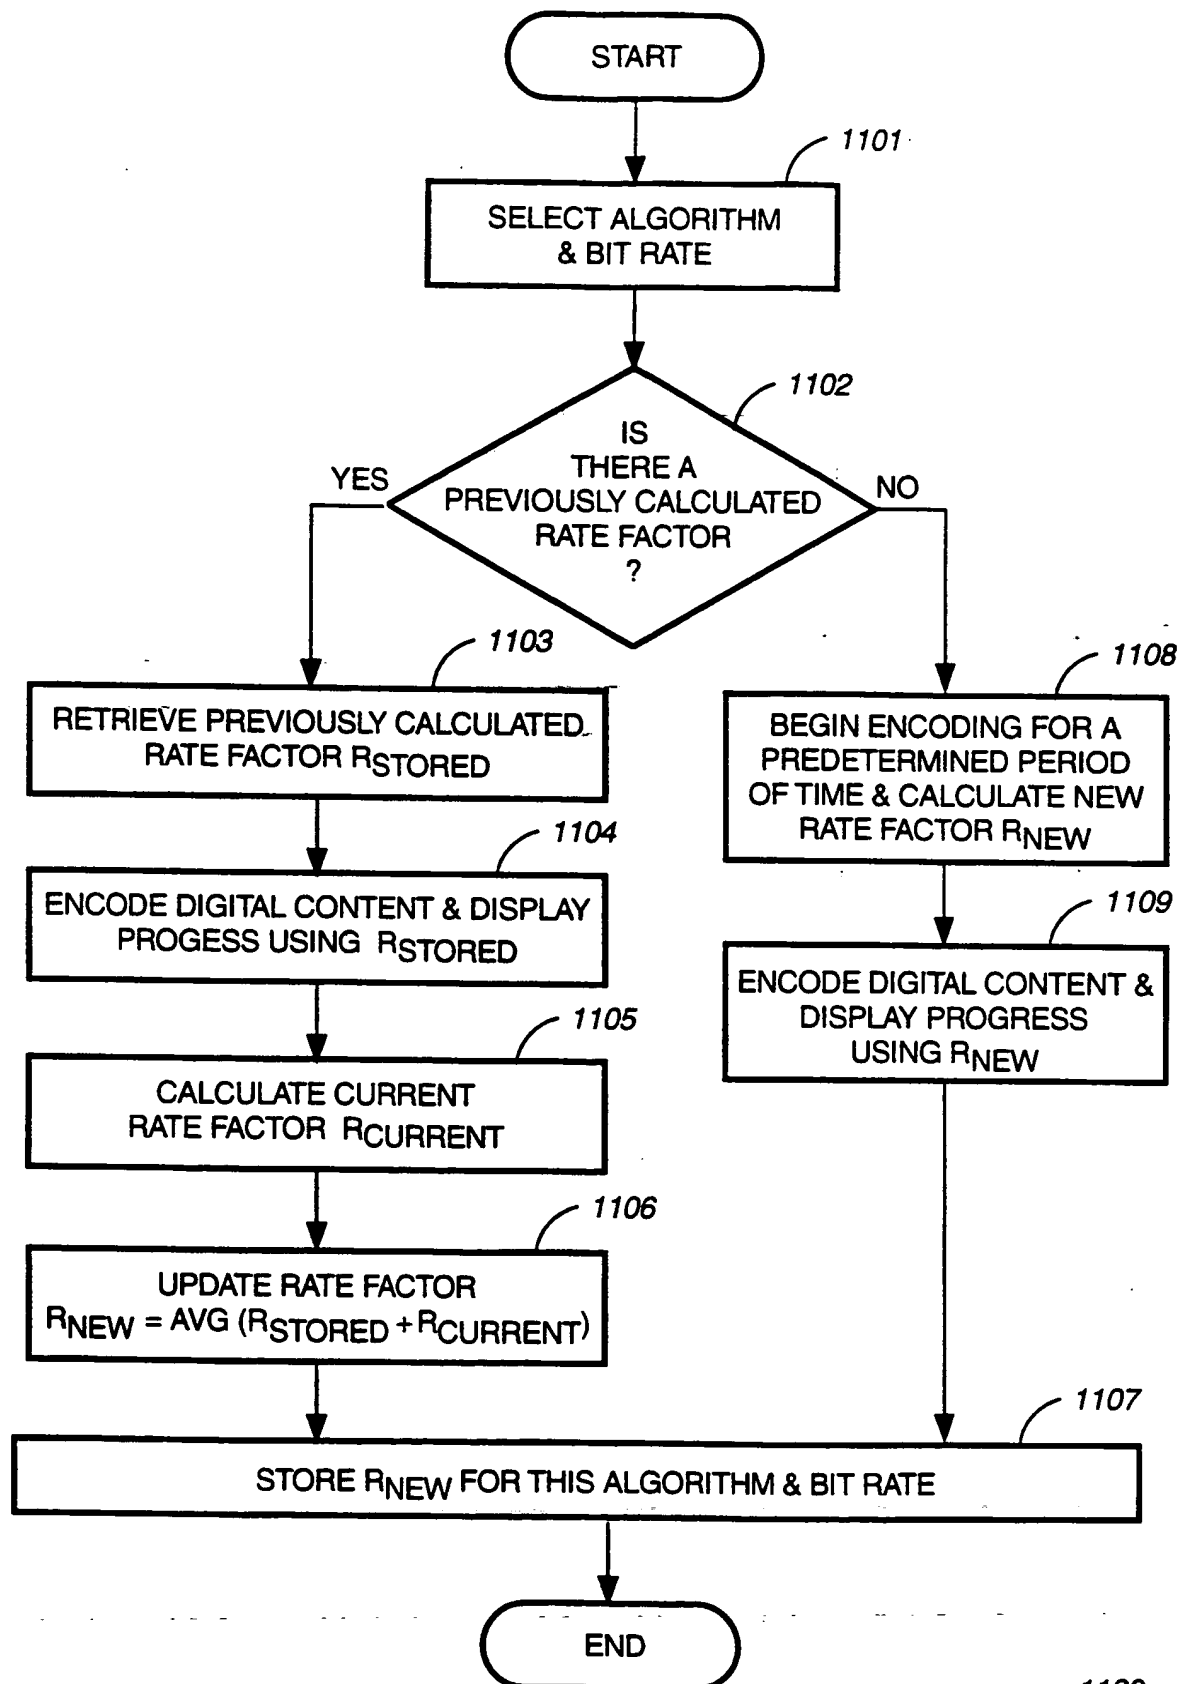 START
1101
SELECT ALGORITHM
& BIT RATE
1102
IS
THERE A
PREVIOUSLY CALCULATED
RATE FACTOR
?
YES
NO
1103
RETRIEVE PREVIOUSLY CALCULATED
RATE FACTOR RSTORED
1104
ENCODE DIGITAL CONTENT & DISPLAY
PROGESS USING RSTORED
1105
CALCULATE CURRENT
RATE FACTOR RCURRENT
1106
UPDATE RATE FACTOR
RNEW = AVG (RSTORED + RCURRENT)
1108
BEGIN ENCODING FOR A
PREDETERMINED PERIOD
OF TIME & CALCULATE NEW
RATE FACTOR RNEW
1109
ENCODE DIGITAL CONTENT &
DISPLAY PROGRESS
USING RNEW
1107
STORE RNEW FOR THIS ALGORITHM & BIT RATE
END